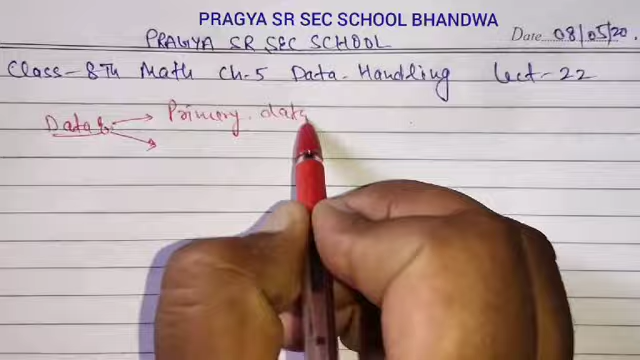 PRAGYA SR SEC SCHOOL BHANDWA
PRAGYA SR SEC SCHOOL Date 08/05/20
Class-8Th Math Ch-5 Data-Handling lect-22
Data Primery data